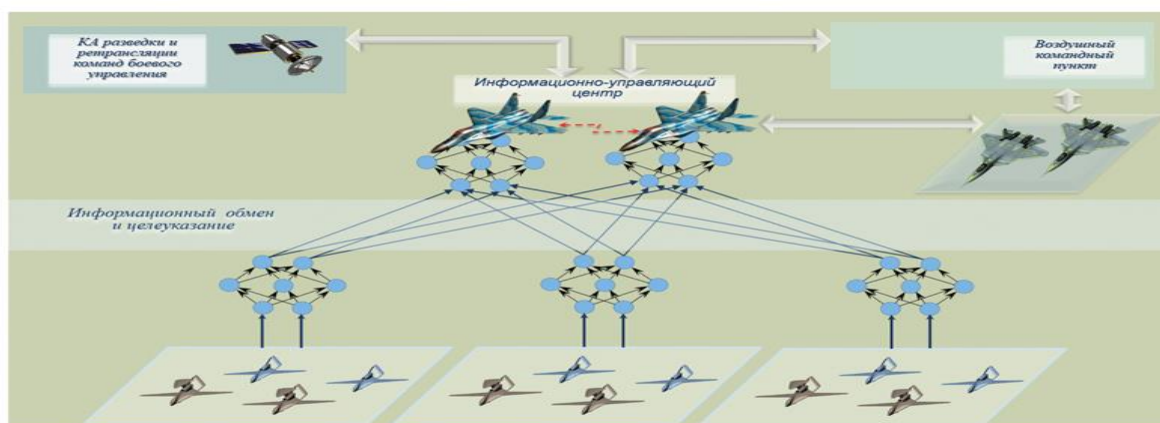 КА разведки и
ретрансляции
команд боевого
управления
Информационно-управляющий
центр
Воздушный
командный
пункт
Информационный обмен
и целеуказание